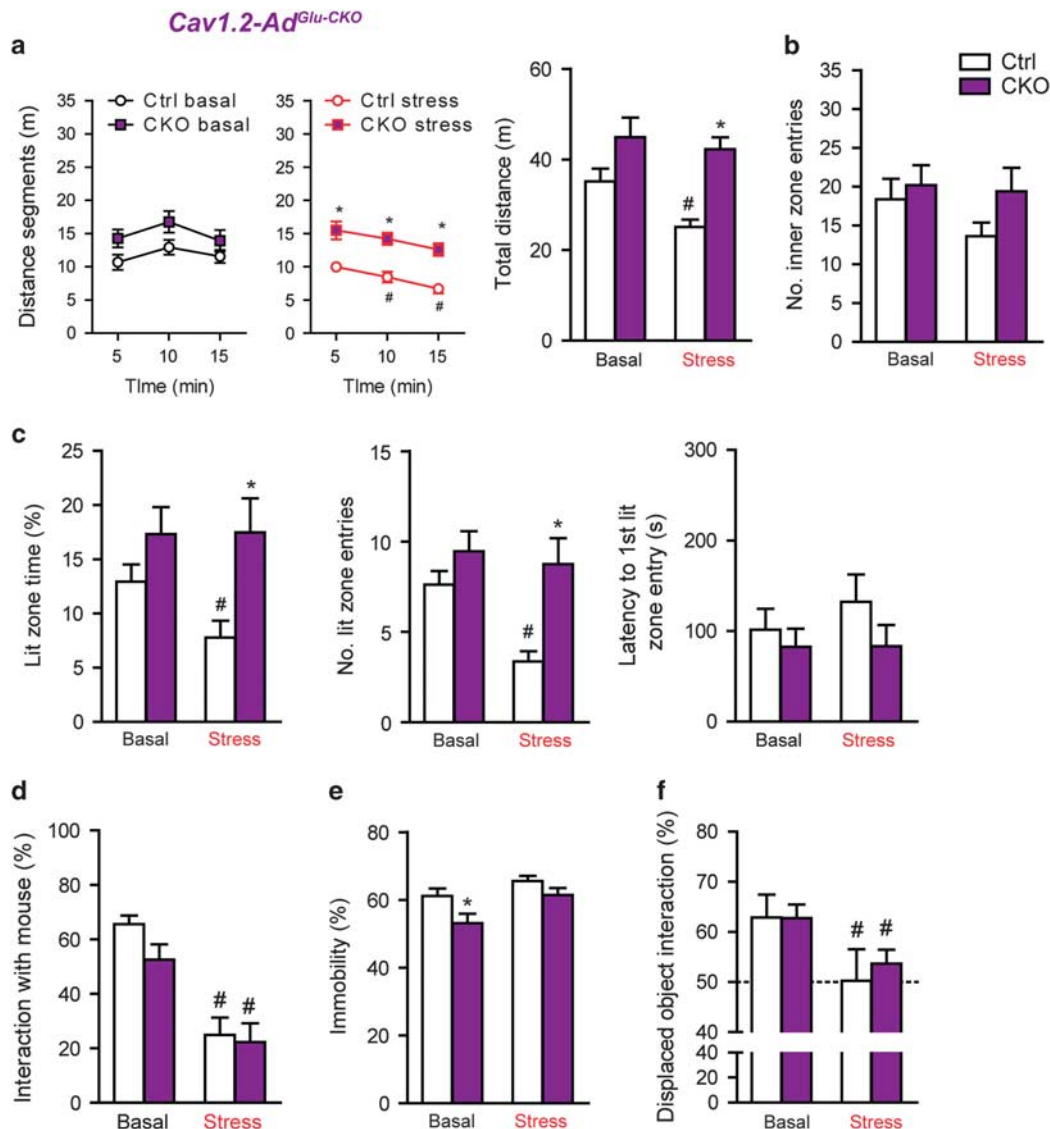 Cav1.2-AdGlu-CKO
a
Distance segments (m)
35
30
25
20
15
10
5
0
Ctrl basal
CKO basal
5 10 15
TIme (min)
35
30
25
20
15
10
5
0
Ctrl stress
CKO stress
* * *
# #
5 10 15
TIme (min)
Total distance (m)
60
40
20
0
# *
Basal Stress
b
Ctrl
CKO
No. inner zone entries
35
30
25
20
15
10
5
0
Basal Stress
c
Lit zone time (%)
25
20
15
10
5
0
# *
Basal Stress
No. lit zone entries
15
10
5
0
# *
Basal Stress
Latency to 1st lit
zone entry (s)
300
200
100
0
Basal Stress
d
Interaction with mouse (%)
100
80
60
40
20
0
# #
Basal Stress
e
Immobility (%)
80
60
40
20
0
*
Basal Stress
f
Displaced object interaction (%)
80
70
60
50
40
40
20
0
# #
Basal Stress